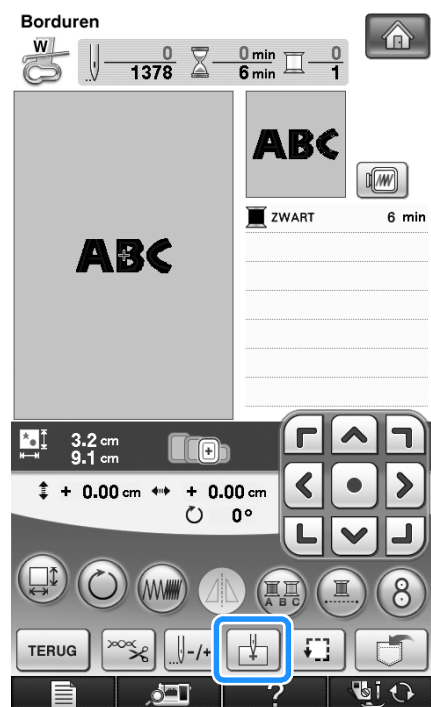 Borduren
W
0 0 min 0
1378 6 min 1
ABC
ABC
ZWART 6 min
3.2 cm
9.1 cm
+ 0.00 cm + 0.00 cm
0°
A B C
8
TERUG
-/+
?